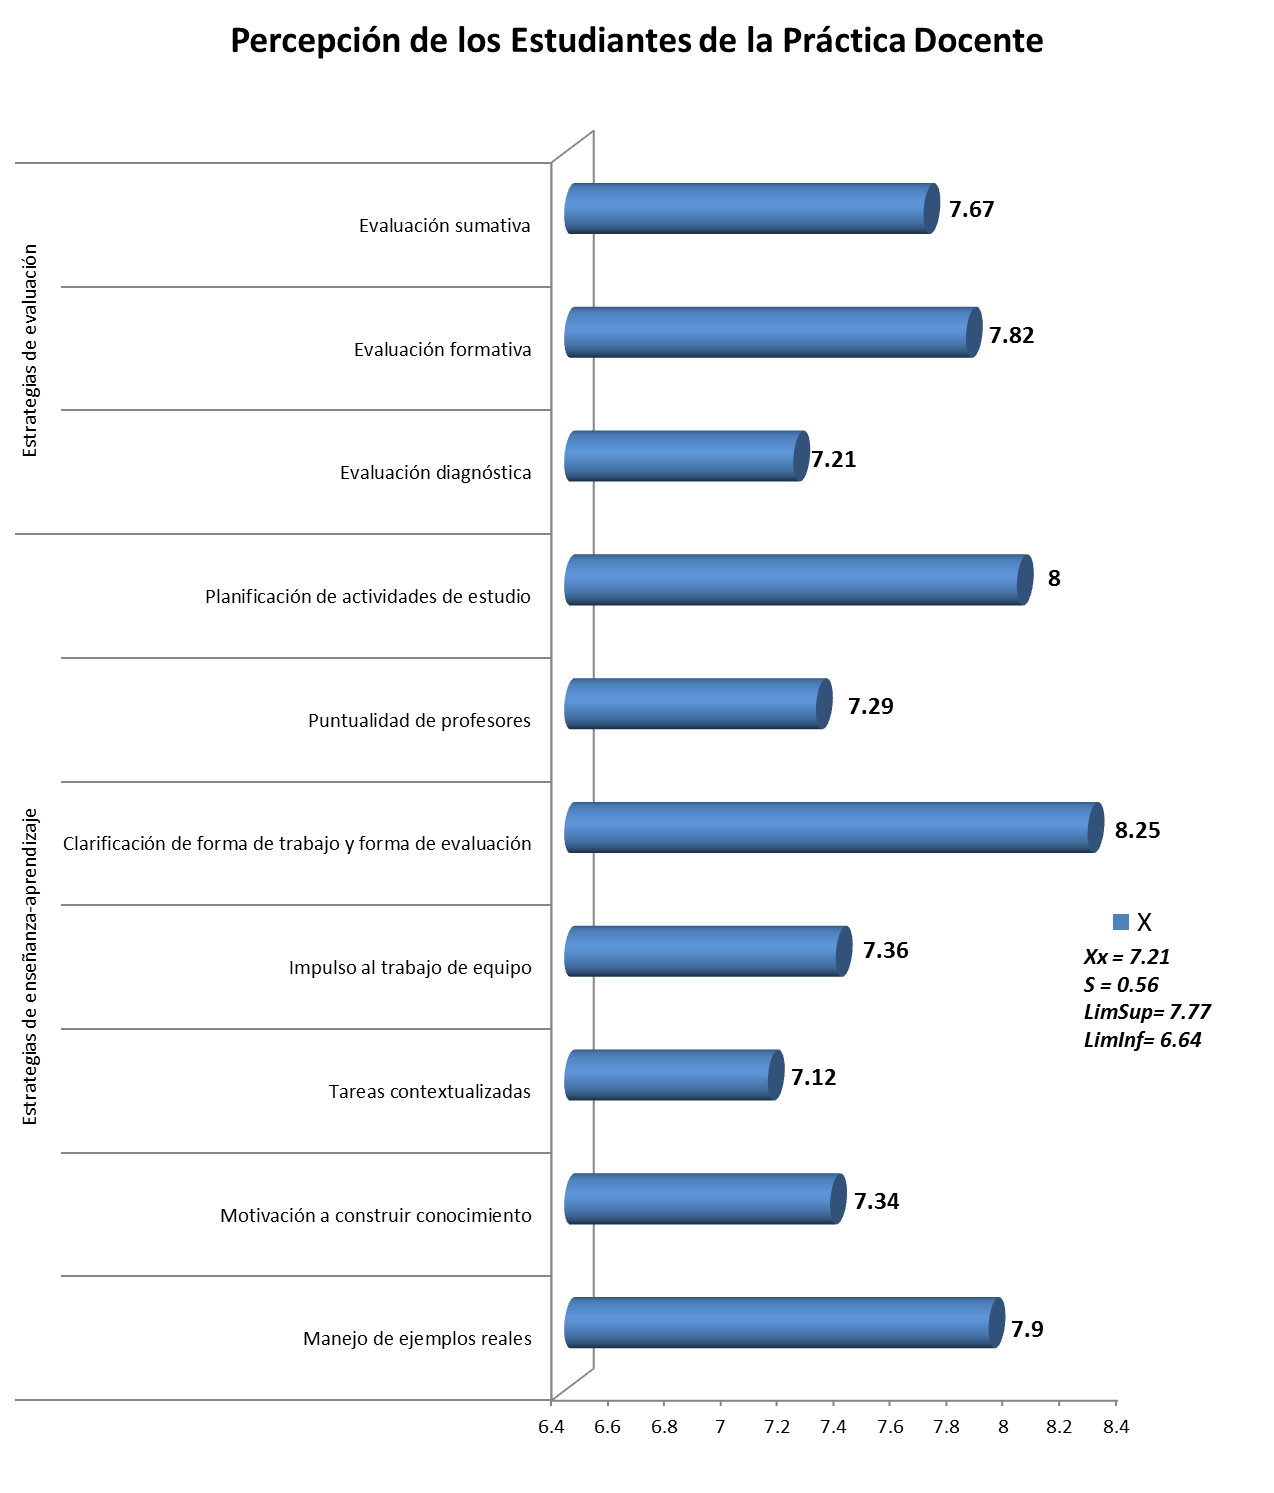 Percepción de los Estudiantes de la Práctica Docente
Estrategias de evaluación
Evaluación sumativa
7.67
Evaluación formativa
7.82
Evaluación diagnóstica
7.21
Estrategias de enseñanza-aprendizaje
Planificación de actividades de estudio
8
Puntualidad de profesores
7.29
Clarificación de forma de trabajo y forma de evaluación
8.25
Impulso al trabajo de equipo
7.36
Tareas contextualizadas
7.12
Motivación a construir conocimiento
7.34
Manejo de ejemplos reales
7.9
X
Xx = 7.21
S = 0.56
LimSup= 7.77
LimInf= 6.64
6.4 6.6 6.8 7 7.2 7.4 7.6 7.8 8 8.2 8.4